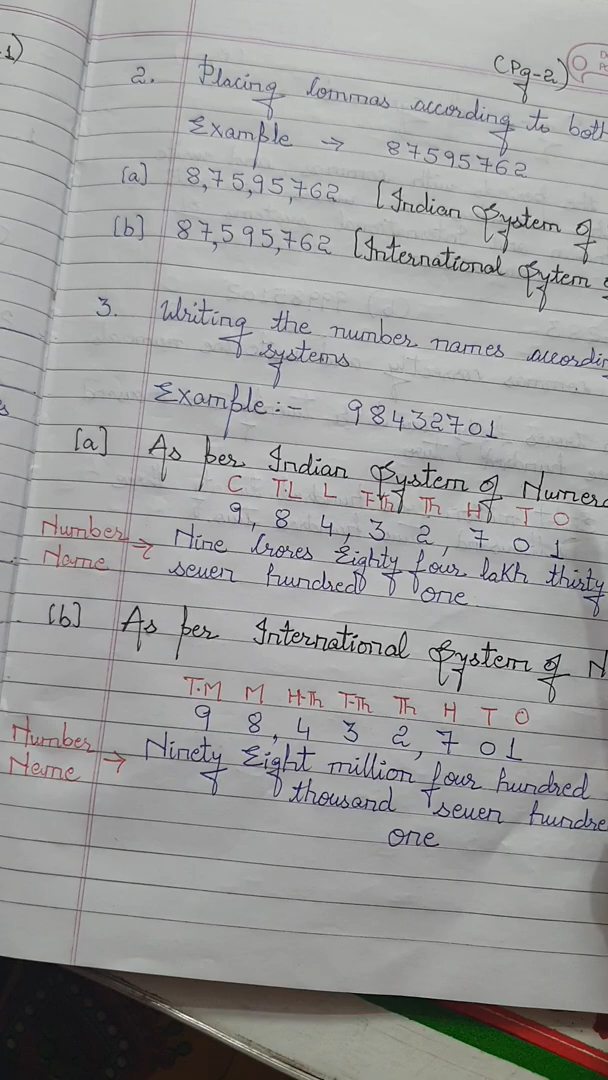 .1)
(Pg-2)
2. Placing Commas according to both
Example → 87595762
(a) 8,75,95,762 [Indian System of
(b) 87,595,762 [International Sytem
3. Writing the number names according
systems
Example:- 98432701
(a) As per Indian System of Numera
C T.L L T-Th Th H T O
9, 8 4, 3 2, 7 0 1
Number Name → Nine Crores Eighty four lakh thirty
seven hundred one
(b) As per International System of N
T.M M H-Th T-Th Th H T O
9 8, 4 3 2, 7 0 1
Number Name → Ninety Eight million four hundred
thousand seven hundre
one